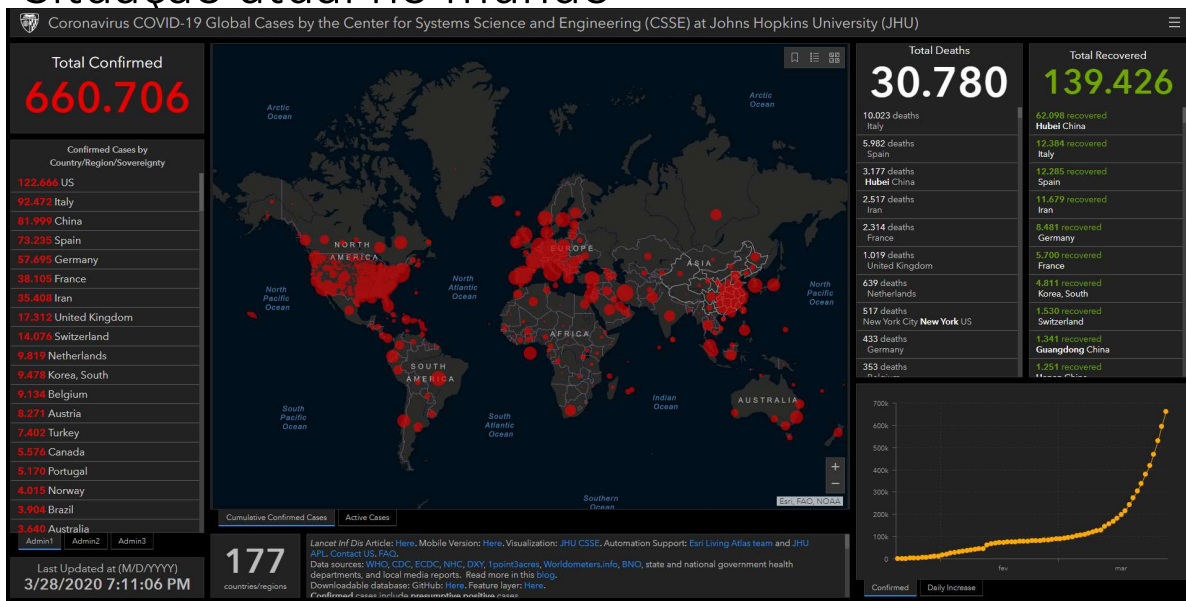 Situação atual no mundo
Coronavirus COVID-19 Global Cases by the Center for Systems Science and Engineering (CSSE) at Johns Hopkins University (JHU)
Total Confirmed
660.706
Confirmed Cases by
Country/Region/Sovereignty
122.666 US
92.472 Italy
81.999 China
73.235 Spain
57.695 Germany
38.105 France
35.408 Iran
17.312 United Kingdom
14.076 Switzerland
9.819 Netherlands
9.478 Korea, South
9.134 Belgium
8.271 Austria
7.402 Turkey
5.576 Canada
5.170 Portugal
4.015 Norway
3.904 Brazil
3.640 Australia
Admin1 Admin2 Admin3
Last Updated at (M/D/YYYY)
3/28/2020 7:11:06 PM
Arctic
Ocean
Arctic
Ocean
NORTH
AMERICA
EUROPE
ASIA
North
Pacific
Ocean
North
Atlantic
Ocean
North
Pacific
Ocean
AFRICA
SOUTH
AMERICA
Indian
Ocean
AUSTRALIA
South
Pacific
Ocean
South
Atlantic
Ocean
Southern
Ocean
+
−
Esri, FAO, NOAA
Cumulative Confirmed Cases Active Cases
177
countries/regions
Lancet Inf Dis Article: Here. Mobile Version: Here. Visualization: JHU CSSE. Automation Support: Esri Living Atlas team and JHU
APL. Contact US. FAQ.
Data sources: WHO, CDC, ECDC, NHC, DXY, 1point3acres, Worldometers.info, BNO, state and national government health
departments, and local media reports. Read more in this blog.
Downloadable database: GitHub: Here. Feature layer: Here.
Confirmed cases include presumptive positive cases
Total Deaths
30.780
10.023 deaths
Italy
5.982 deaths
Spain
3.177 deaths
Hubei China
2.517 deaths
Iran
2.314 deaths
France
1.019 deaths
United Kingdom
639 deaths
Netherlands
517 deaths
New York City New York US
433 deaths
Germany
353 deaths
Belgium
Total Recovered
139.426
62.098 recovered
Hubei China
12.384 recovered
Italy
12.285 recovered
Spain
11.679 recovered
Iran
8.481 recovered
Germany
5.700 recovered
France
4.811 recovered
Korea, South
1.530 recovered
Switzerland
1.341 recovered
Guangdong China
1.251 recovered
Henan China
700k
600k
500k
400k
300k
200k
100k
0
fev mar
Confirmed Daily Increase